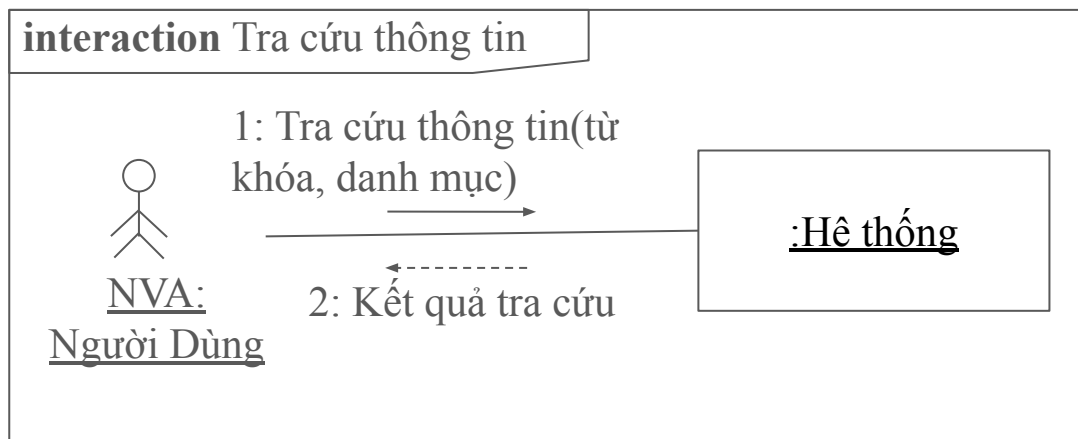 interaction Tra cứu thông tin
1: Tra cứu thông tin(từ
khóa, danh mục)
:Hê thống
NVA:
Người Dùng
2: Kết quả tra cứu